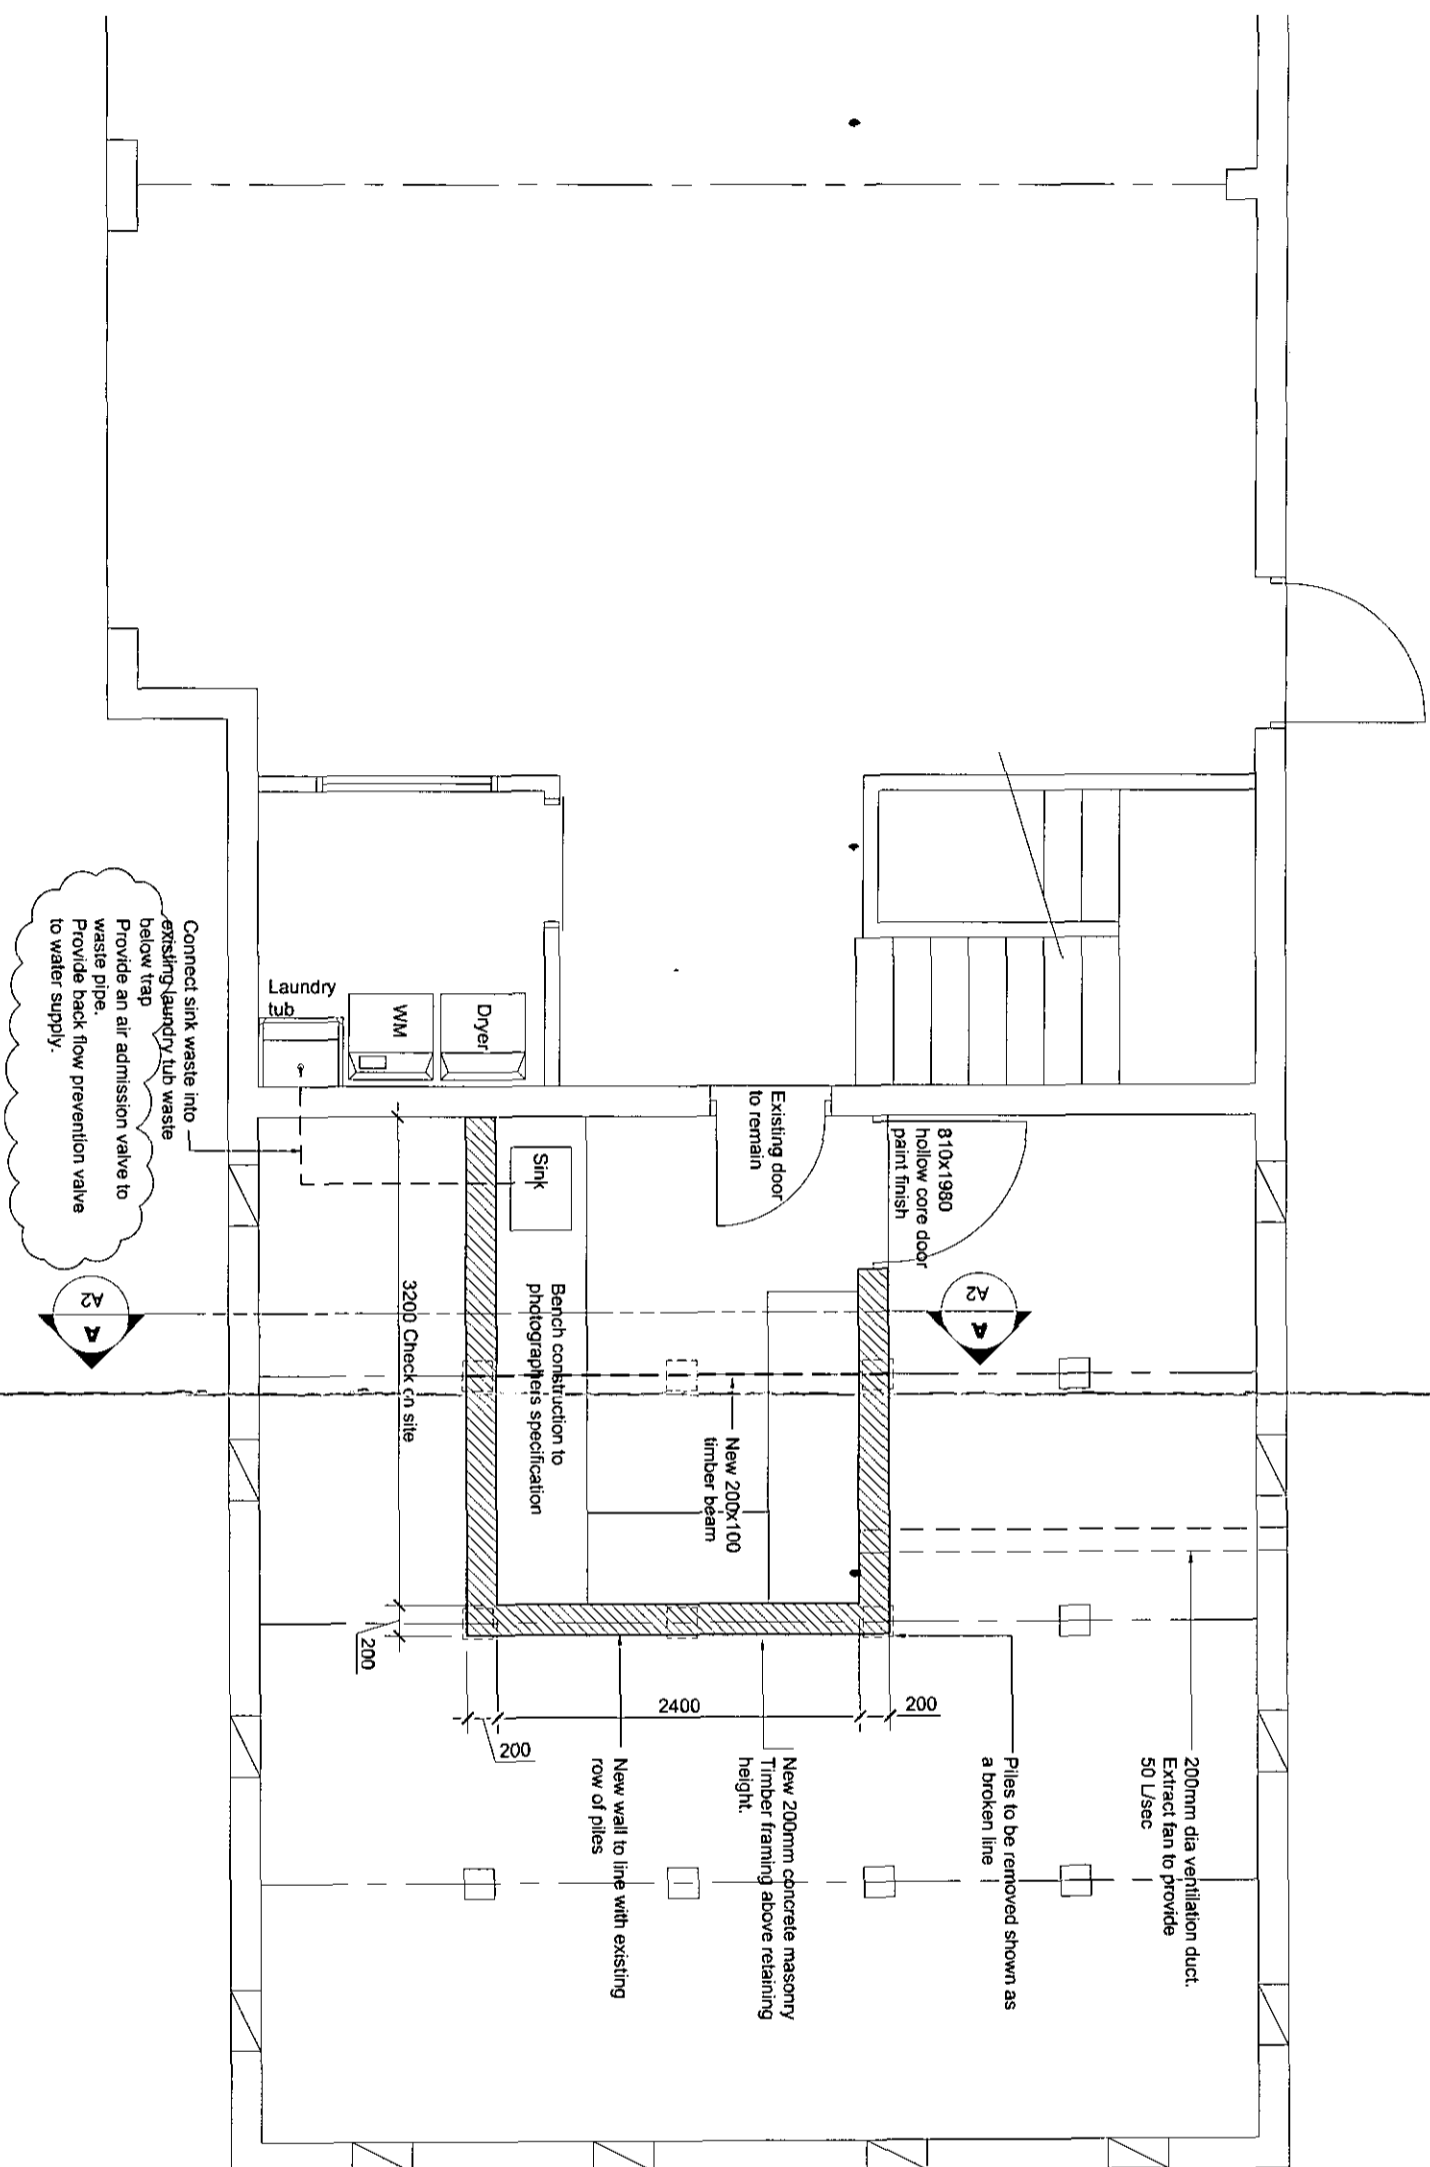 200mm dia ventilation duct.
Extract fan to provide
50 L/sec
Piles to be removed shown as
a broken line
810x1980
hollow core door
paint finish
Existing door
to remain
New 200x100
timber beam
New 200mm concrete masonry
Timber framing above retaining
height.
New wall to line with existing
row of piles
Bench construction to
photographers specification
Sink
Dryer
WM
Laundry
tub
3200 Check on site
200
2400
200
200
A2
A
A2
A
Connect sink waste into
existing laundry tub waste
below trap
Provide an air admission valve to
waste pipe.
Provide back flow prevention valve
to water supply.